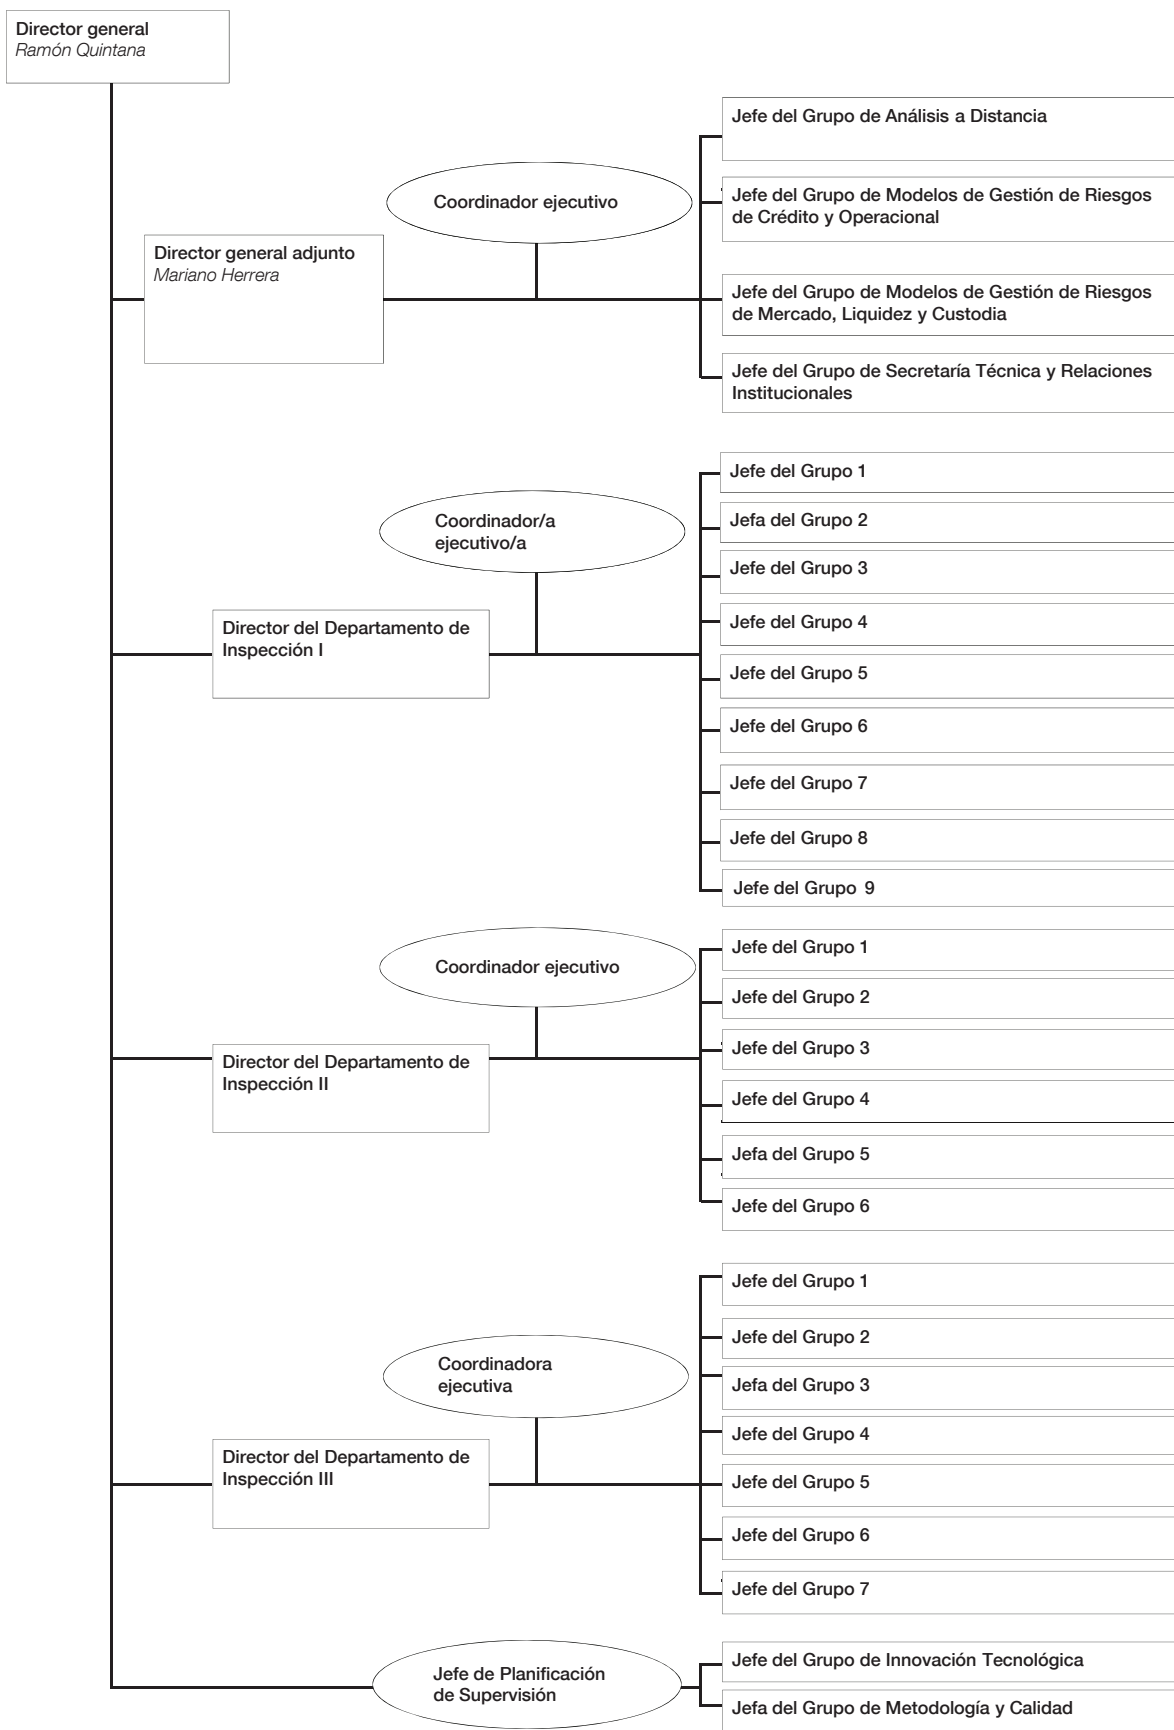 Director general
Ramón Quintana
Jefe del Grupo de Análisis a Distancia
Coordinador ejecutivo
Jefe del Grupo de Modelos de Gestión de Riesgos
de Crédito y Operacional
Director general adjunto
Mariano Herrera
Jefe del Grupo de Modelos de Gestión de Riesgos
de Mercado, Liquidez y Custodia
Jefe del Grupo de Secretaría Técnica y Relaciones
Institucionales
Coordinador/a
ejecutivo/a
Director del Departamento de
Inspección I
Jefe del Grupo 1
Jefa del Grupo 2
Jefe del Grupo 3
Jefe del Grupo 4
Jefe del Grupo 5
Jefe del Grupo 6
Jefe del Grupo 7
Jefe del Grupo 8
Jefe del Grupo 9
Coordinador ejecutivo
Director del Departamento de
Inspección II
Jefe del Grupo 1
Jefe del Grupo 2
Jefe del Grupo 3
Jefe del Grupo 4
Jefa del Grupo 5
Jefe del Grupo 6
Coordinadora
ejecutiva
Director del Departamento de
Inspección III
Jefe del Grupo 1
Jefe del Grupo 2
Jefa del Grupo 3
Jefe del Grupo 4
Jefe del Grupo 5
Jefe del Grupo 6
Jefe del Grupo 7
Jefe de Planificación
de Supervisión
Jefe del Grupo de Innovación Tecnológica
Jefa del Grupo de Metodología y Calidad